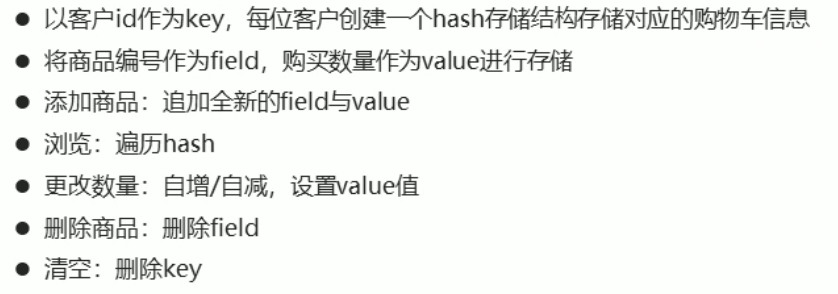 ● 以客户id作为key，每位客户创建一个hash存储结构存储对应的购物车信息
● 将商品编号作为field，购买数量作为value进行存储
● 添加商品：追加全新的field与value
● 浏览：遍历hash
● 更改数量：自增/自减，设置value值
● 删除商品：删除field
● 清空：删除key